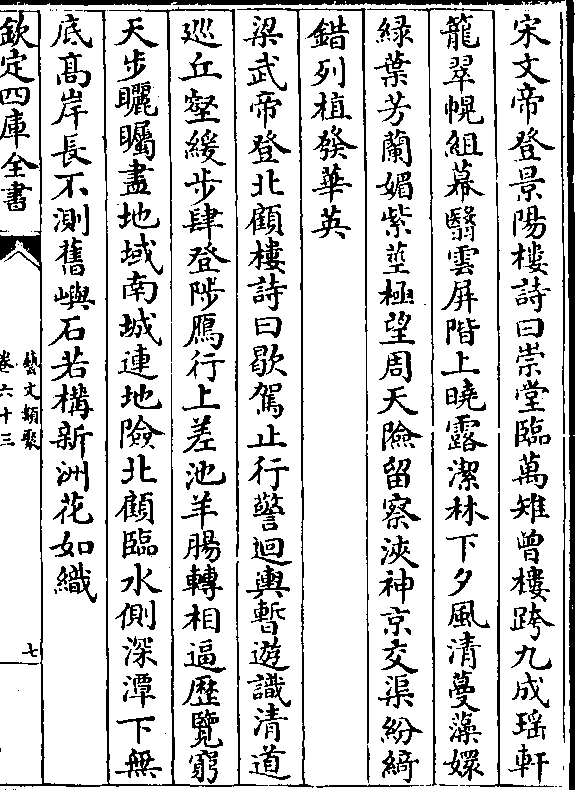 宋文帝登景陽樓詩曰崇堂臨萬雉曾樓跨九成瑶軒
籠翠幌組幕翳雲屏階上曉露潔林下夕風清蔓藻嬛
緑葉芳蘭媚紫莖極望周天險留察浹神京交渠紛綺
錯列植發華英
梁武帝登北顧樓詩曰歇駕止行警迴輿暫遊識清道
巡丘壑緩步肆登陟鴈行上差池羊腸轉相逼歴覽窮
天步矖矚盡地域南城連地險北顧臨水側深潭下無
底髙岸長不測舊嶼石若構新洲花如織
欽定四庫全書
藝文類聚
卷六十三
七